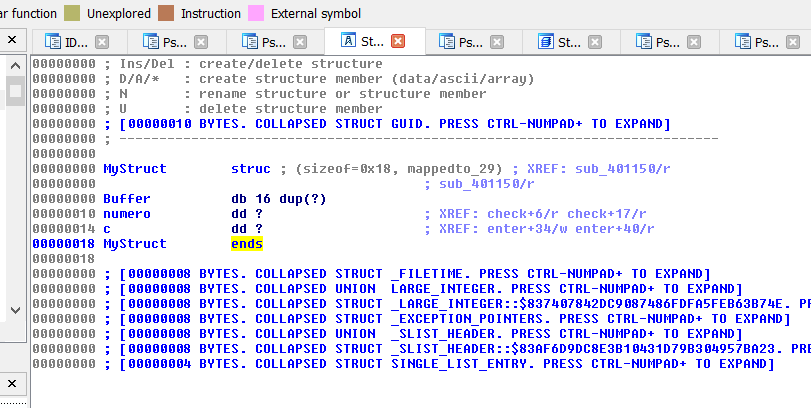 ar function Unexplored Instruction External symbol
ID... Ps... Ps... St... Ps... St... Ps... Ps...
00000000 ; Ins/Del : create/delete structure
00000000 ; D/A/* : create structure member (data/ascii/array)
00000000 ; N : rename structure or structure member
00000000 ; U : delete structure member
00000000 ; [00000010 BYTES. COLLAPSED STRUCT GUID. PRESS CTRL-NUMPAD+ TO EXPAND]
00000000 ; ---------------------------------------------------------------------------
00000000
00000000 MyStruct struc ; (sizeof=0x18, mappedto_29) ; XREF: sub_401150/r
00000000 ; sub_401150/r
00000000 Buffer db 16 dup(?)
00000010 numero dd ? ; XREF: check+6/r check+17/r
00000014 c dd ? ; XREF: enter+34/w enter+40/r
00000018 MyStruct ends
00000018
00000000 ; [00000008 BYTES. COLLAPSED STRUCT _FILETIME. PRESS CTRL-NUMPAD+ TO EXPAND]
00000000 ; [00000008 BYTES. COLLAPSED UNION LARGE_INTEGER. PRESS CTRL-NUMPAD+ TO EXPAND]
00000000 ; [00000008 BYTES. COLLAPSED STRUCT _LARGE_INTEGER::$837407842DC9087486FDFA5FEB63B74E. P
00000000 ; [00000008 BYTES. COLLAPSED STRUCT _EXCEPTION_POINTERS. PRESS CTRL-NUMPAD+ TO EXPAND]
00000000 ; [00000008 BYTES. COLLAPSED UNION _SLIST_HEADER. PRESS CTRL-NUMPAD+ TO EXPAND]
00000000 ; [00000008 BYTES. COLLAPSED STRUCT _SLIST_HEADER::$83AF6D9DC8E3B10431D79B304957BA23. PRE
00000000 ; [00000004 BYTES. COLLAPSED STRUCT SINGLE_LIST_ENTRY. PRESS CTRL-NUMPAD+ TO EXPAND]